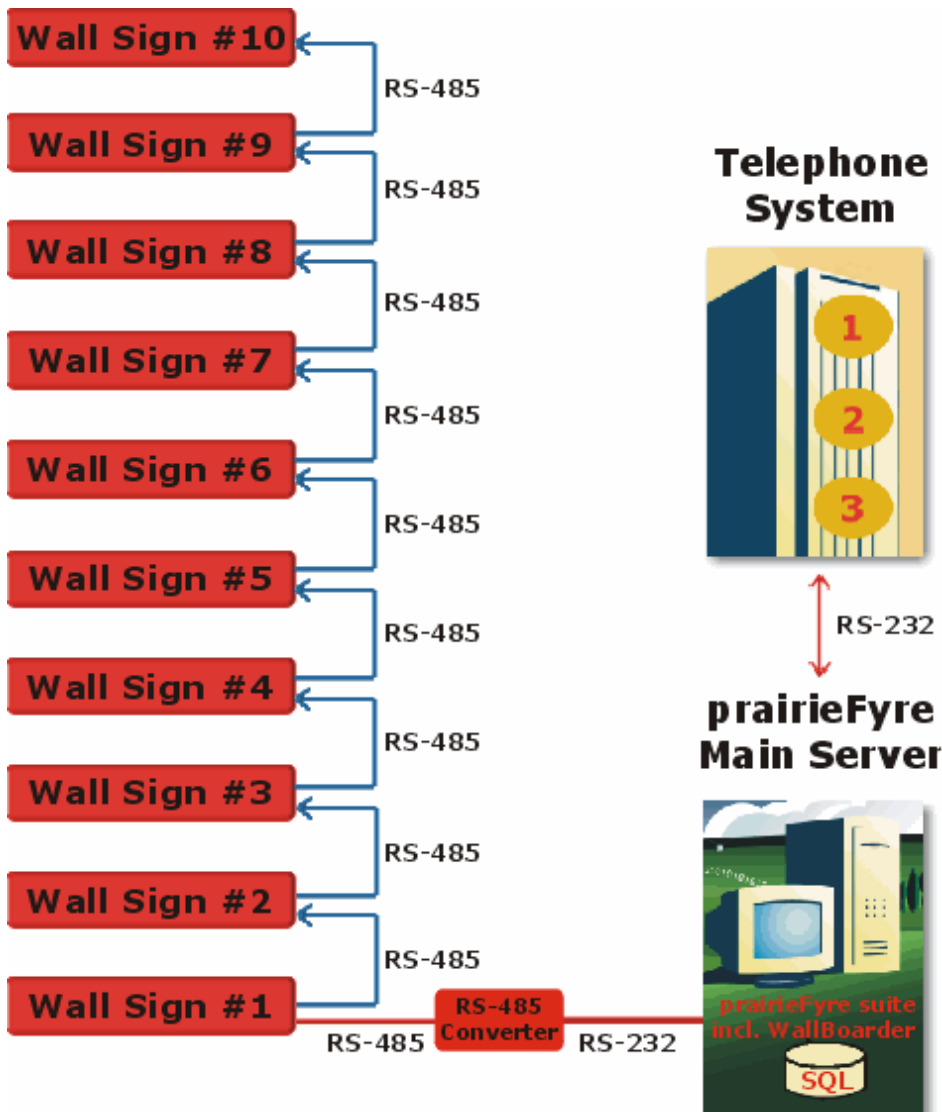 Wall Sign #10
RS-485
Wall Sign #9
RS-485
Wall Sign #8
RS-485
Wall Sign #7
RS-485
Wall Sign #6
RS-485
Wall Sign #5
RS-485
Wall Sign #4
RS-485
Wall Sign #3
RS-485
Wall Sign #2
RS-485
Wall Sign #1
RS-485
RS-485
Converter
RS-232
Telephone
System
1
2
3
RS-232
prairieFyre
Main Server
prairieFyre suite
incl. WallBoarder
SQL